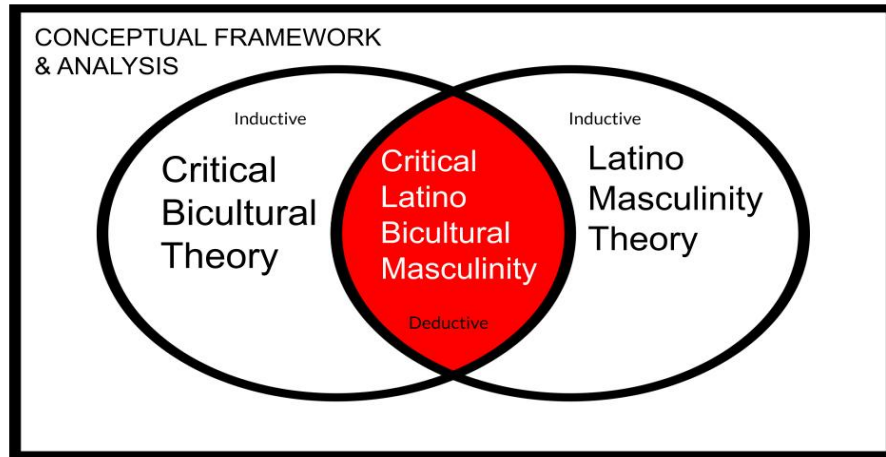 CONCEPTUAL FRAMEWORK
& ANALYSIS
Inductive
Critical
Bicultural
Theory
Critical
Latino
Bicultural
Masculinity
Deductive
Inductive
Latino
Masculinity
Theory